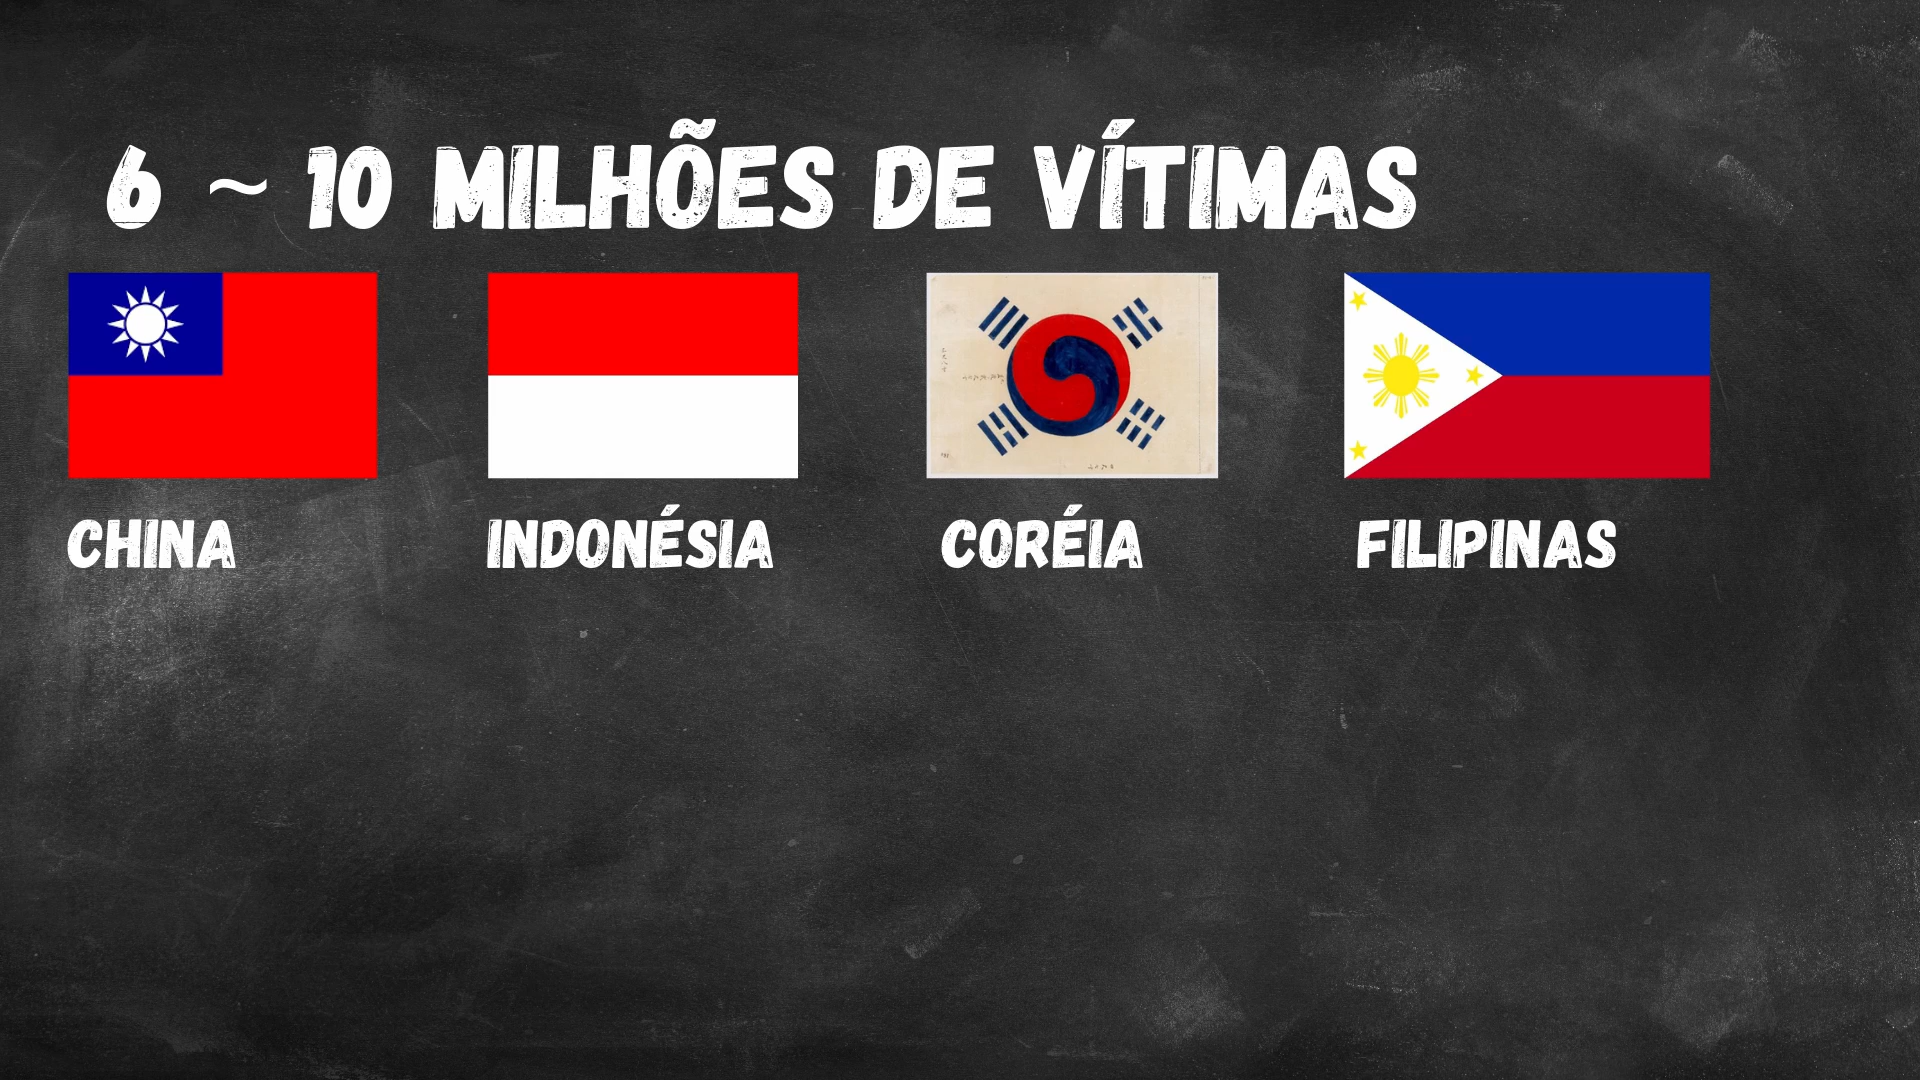 6 ~ 10 MILHÕES DE VÍTIMAS
CHINA
INDONÉSIA
CORÉIA
FILIPINAS